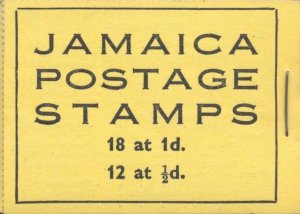 JAMAICA
POSTAGE
STAMPS
18 at 1d.
12 at ½d.